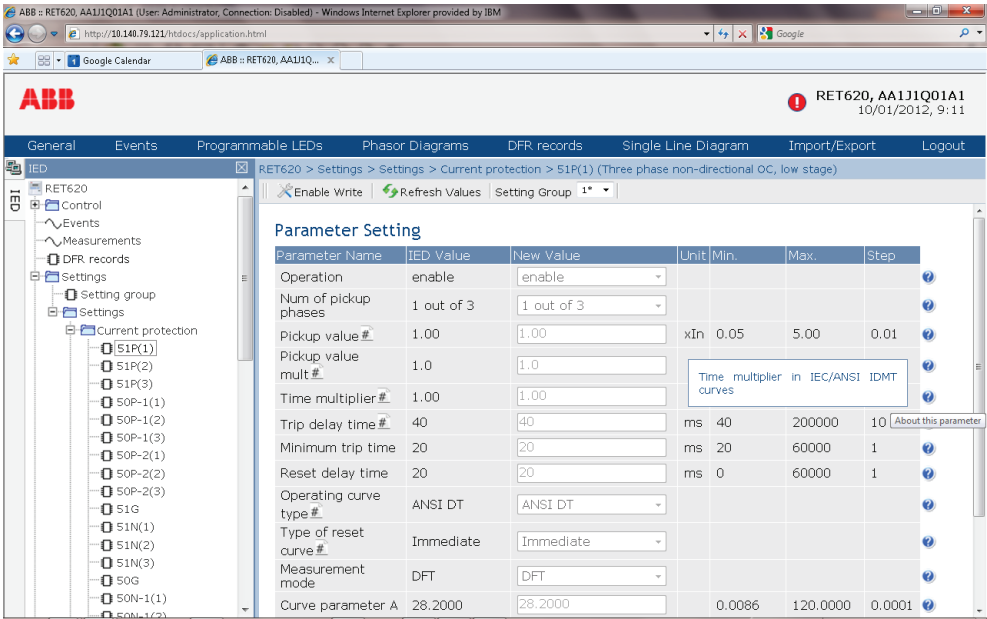 ABB :: RET620, AA1J1Q01A1 (User: Administrator, Connection: Disabled) - Windows Internet Explorer provided by IBM
http://10.140.79.121/htdocs/application.html
Google
Google Calendar
ABB :: RET620, AA1J1Q... X
ABB
RET620, AA1J1Q01A1
10/01/2012, 9:11
General Events Programmable LEDs Phasor Diagrams DFR records Single Line Diagram Import/Export Logout
IED
IED
RET620
Control
Events
Measurements
DFR records
Settings
Setting group
Settings
Current protection
51P(1)
51P(2)
51P(3)
50P-1(1)
50P-1(2)
50P-1(3)
50P-2(1)
50P-2(2)
50P-2(3)
51G
51N(1)
51N(2)
51N(3)
50G
50N-1(1)
50N-1(2)
RET620 > Settings > Settings > Current protection > 51P(1) (Three phase non-directional OC, low stage)
Enable Write Refresh Values Setting Group 1*
Parameter Setting
Parameter Name IED Value New Value Unit Min. Max. Step
Operation enable enable
Num of pickup
phases 1 out of 3 1 out of 3
Pickup value # 1.00 1.00 xIn 0.05 5.00 0.01
Pickup value
mult # 1.0 1.0
Time multiplier in IEC/ANSI IDMT
curves
Time multiplier # 1.00 1.00
About this parameter
Trip delay time # 40 40 ms 40 200000 10
Minimum trip time 20 20 ms 20 60000 1
Reset delay time 20 20 ms 0 60000 1
Operating curve
type # ANSI DT ANSI DT
Type of reset
curve # Immediate Immediate
Measurement
mode DFT DFT
Curve parameter A 28.2000 28.2000 0.0086 120.0000 0.0001